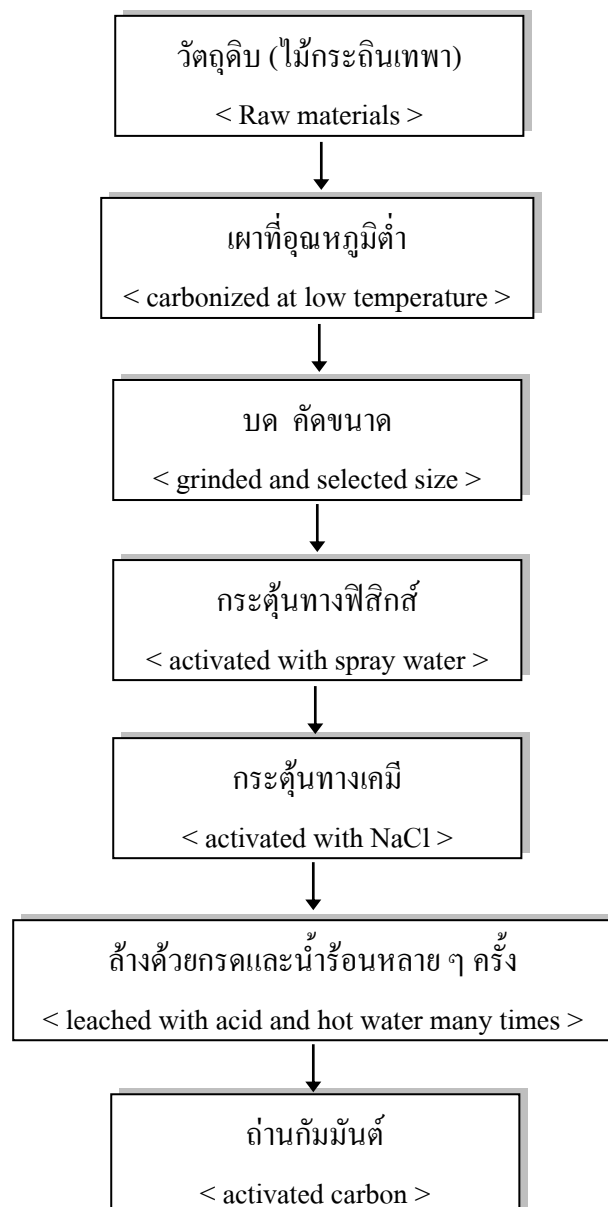 วัตถุดิบ (ไม้กระถินเทพา)
< Raw materials >
เผาที่อุณหภูมิต่ำ
< carbonized at low temperature >
บด คัดขนาด
< grinded and selected size >
กระตุ้นทางฟิสิกส์
< activated with spray water >
กระตุ้นทางเคมี
< activated with NaCl >
ล้างด้วยกรดและน้ำร้อนหลาย ๆ ครั้ง
< leached with acid and hot water many times >
ถ่านกัมมันต์
< activated carbon >